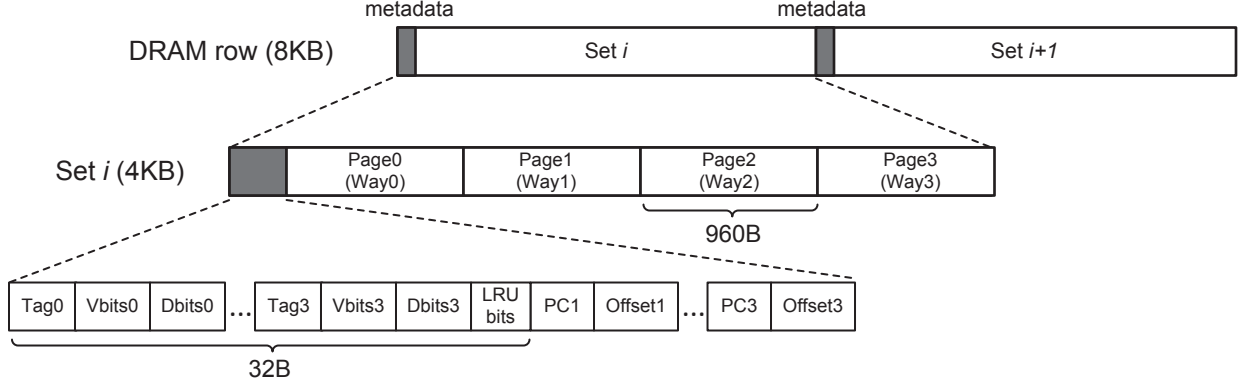 metadata metadata
DRAM row (8KB) Set i Set i+1
Set i (4KB) Page0 (Way0) Page1 (Way1) Page2 (Way2) Page3 (Way3)
960B
Tag0 Vbits0 Dbits0 ... Tag3 Vbits3 Dbits3 LRU bits PC1 Offset1 ... PC3 Offset3
32B